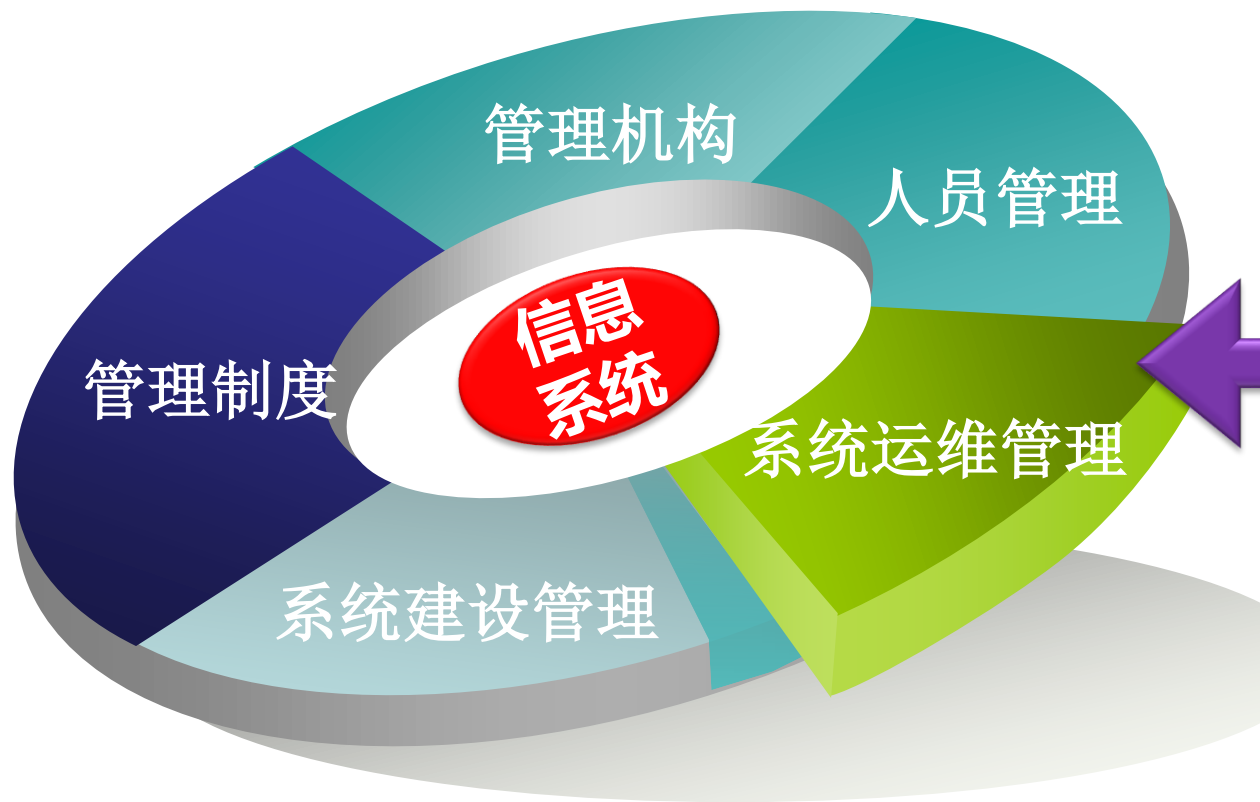 管理机构
人员管理
信息
系统
管理制度
系统运维管理
系统建设管理